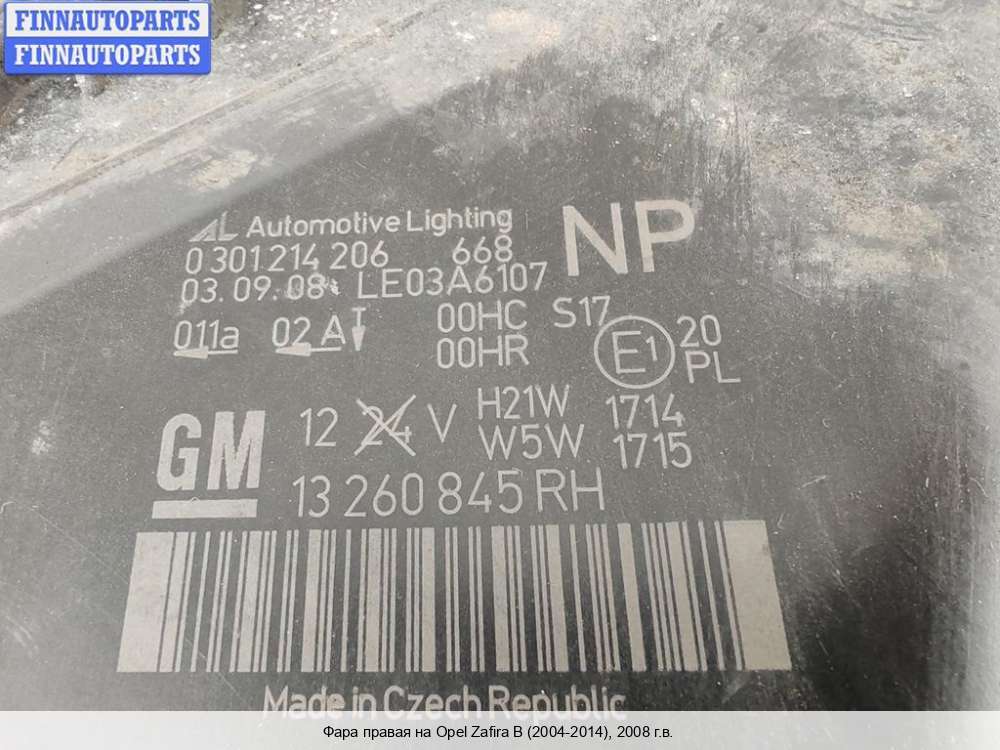 FINNAUTOPARTS
FINNAUTOPARTS
AL Automotive Lighting
NP
0 301 214 206 668
03.09.08 LE03A6107
011a 02 A T 00HC S17
00HR E1 20 PL
GM 12 24 V H21W 1714
W5W 1715
13 260 845 RH
Made in Czech Republic
Фара правая на Opel Zafira B (2004-2014), 2008 г.в.